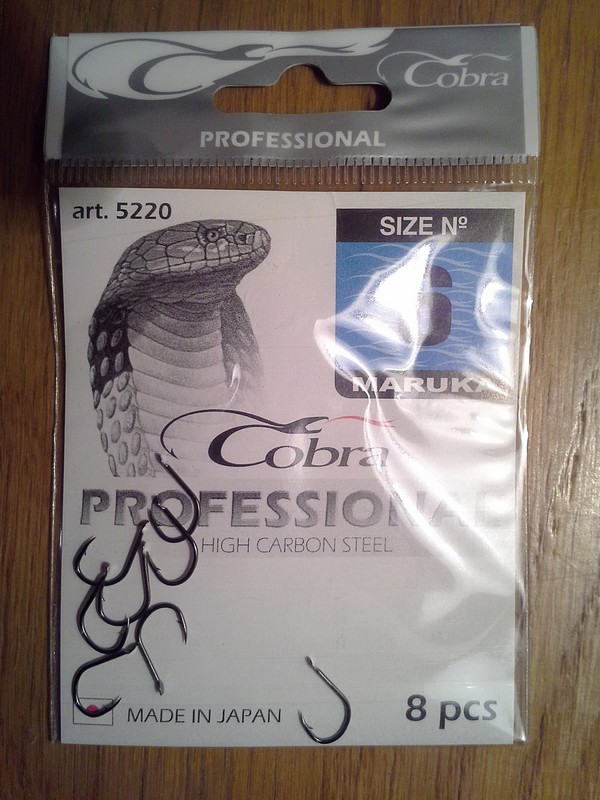 Cobra
PROFESSIONAL
art. 5220
SIZE Nº
6
MARUKA
Cobra
PROFESSIONAL
HIGH CARBON STEEL
MADE IN JAPAN
8 pcs